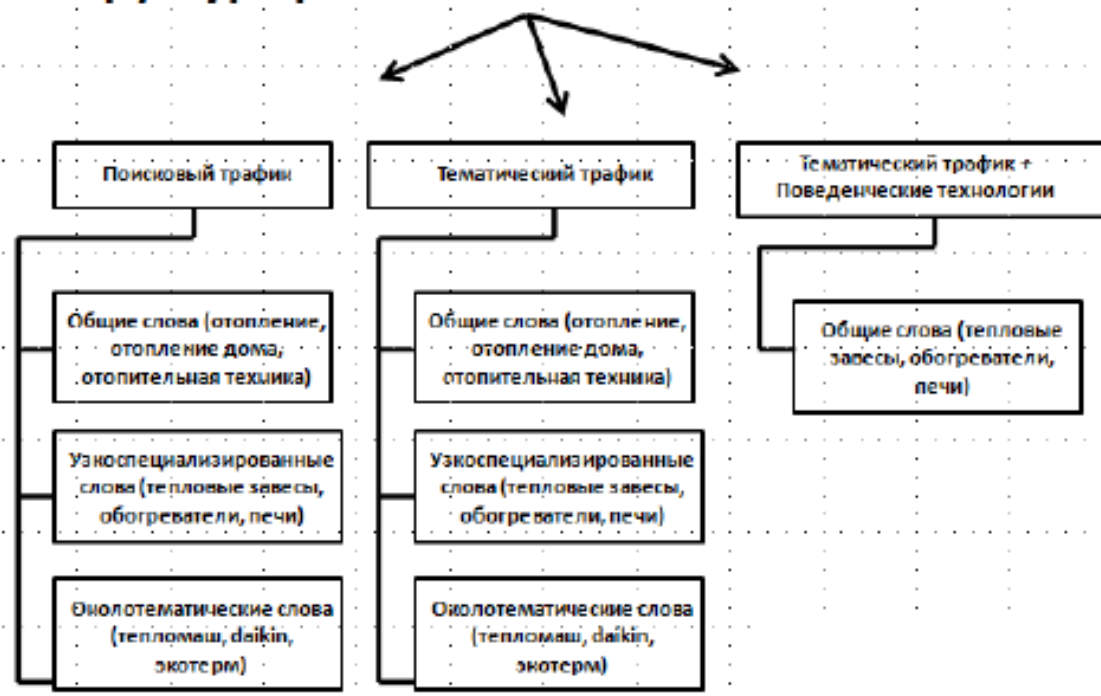 Поисковый трафик
Общие слова (отопление,
отопление дома,
отопительная техника)
Узкоспециализированные
слова (тепловые завесы,
обогреватели, печи)
Околотематические слова
(тепломаш, daikin,
экотерм)
Тематический трафик
Общие слова (отопление,
отопление дома,
отопительная техника)
Узкоспециализированные
слова (тепловые завесы,
обогреватели, печи)
Околотематические слова
(тепломаш, daikin,
экотерм)
Тематический трафик +
Поведенческие технологии
Общие слова (тепловые
завесы, обогреватели,
печи)